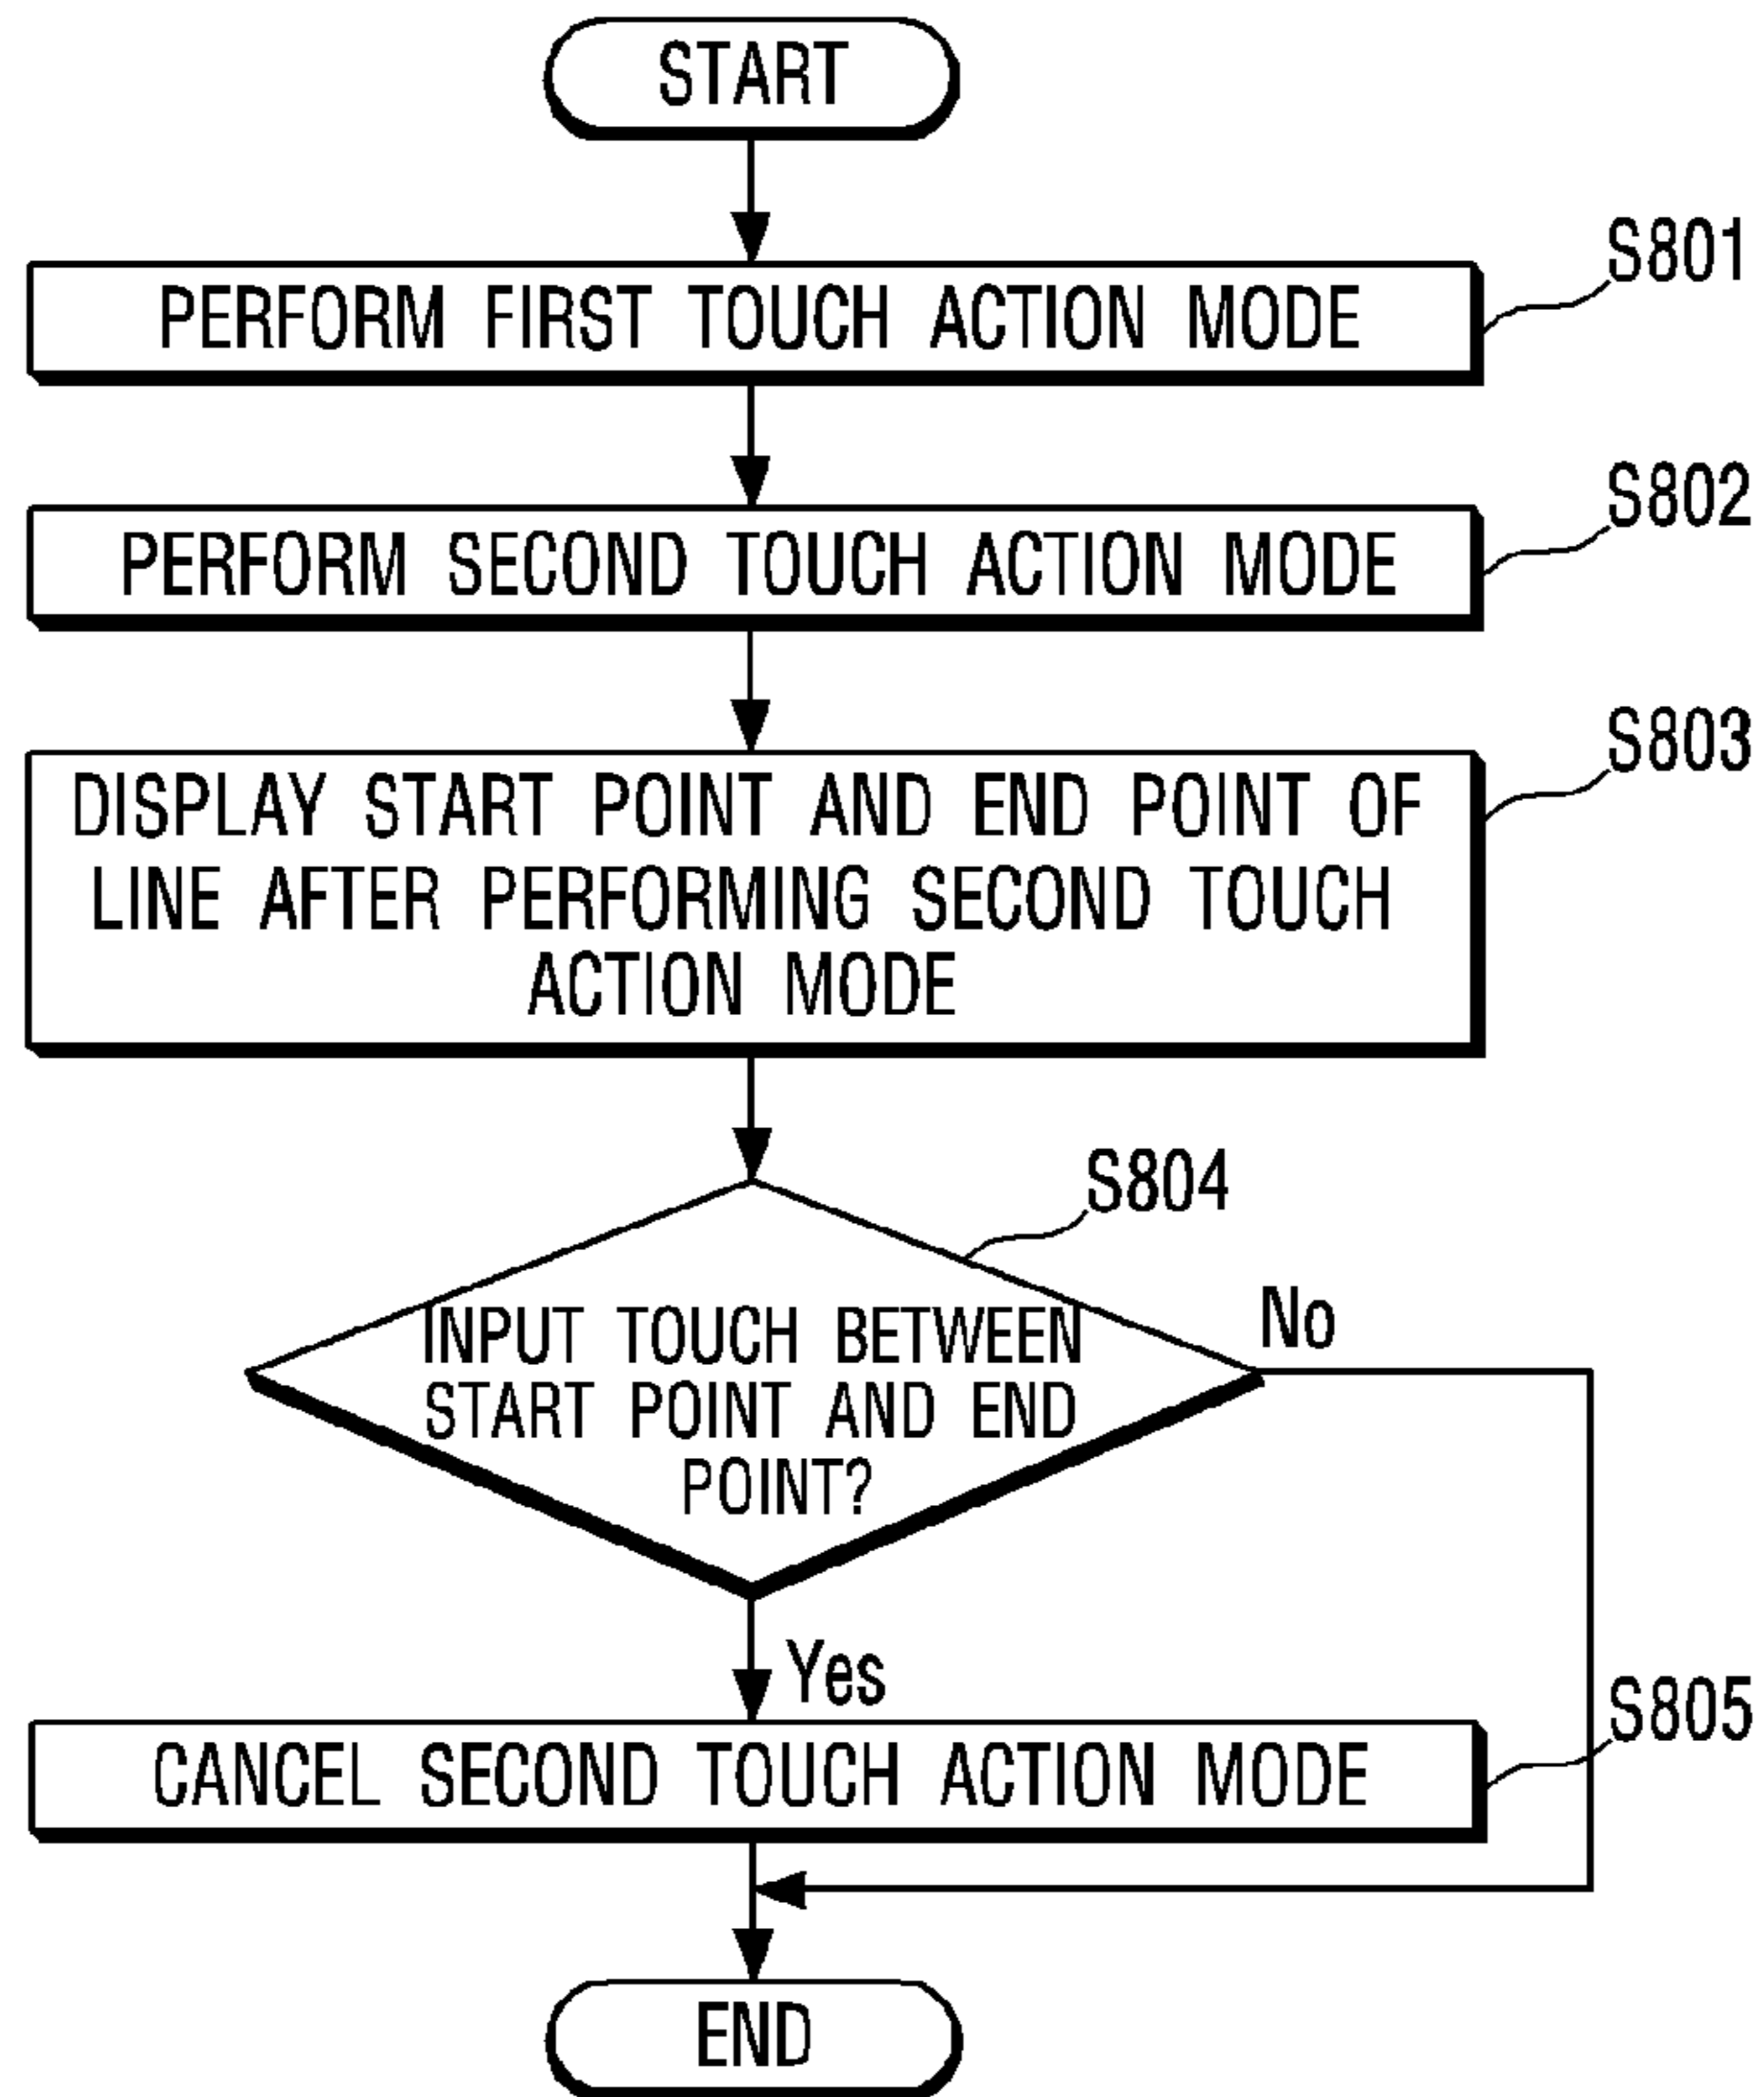 START
S801
PERFORM FIRST TOUCH ACTION MODE
S802
PERFORM SECOND TOUCH ACTION MODE
S803
DISPLAY START POINT AND END POINT OF
LINE AFTER PERFORMING SECOND TOUCH
ACTION MODE
S804
INPUT TOUCH BETWEEN
START POINT AND END
POINT?
No
Yes
S805
CANCEL SECOND TOUCH ACTION MODE
END